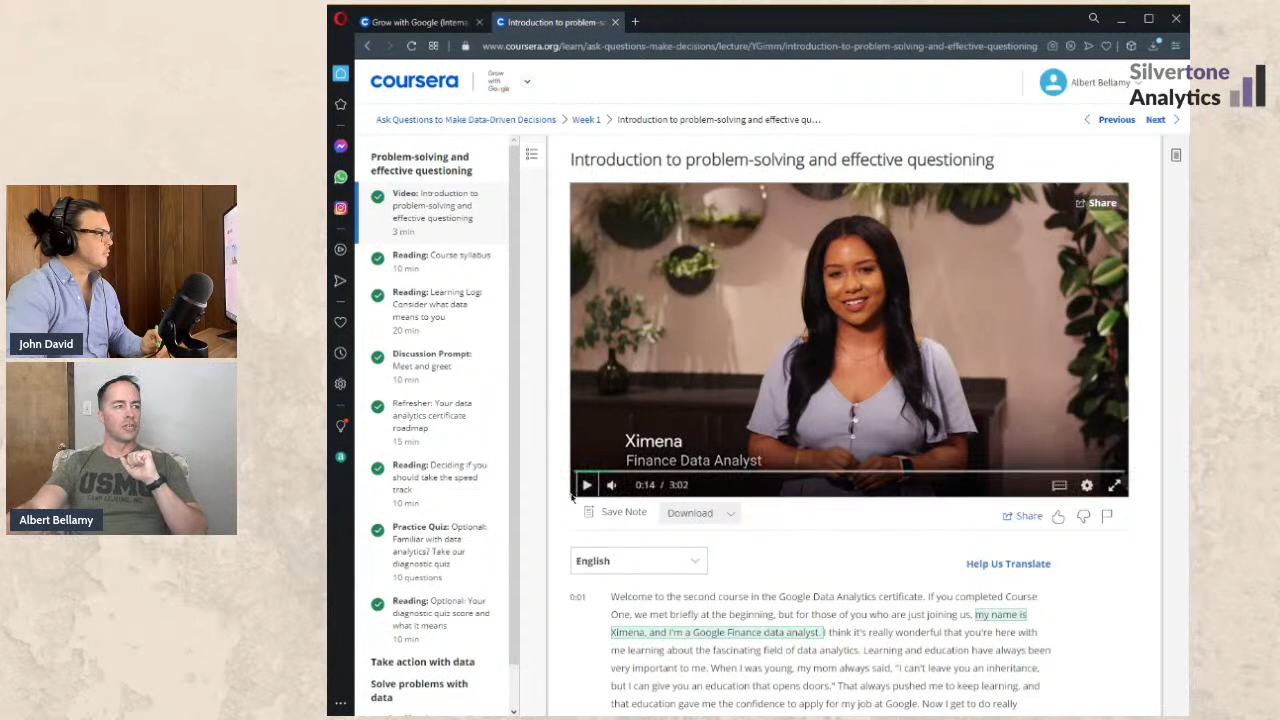 Grow with Google (Interna
Introduction to problem-s
www.coursera.org/learn/ask-questions-make-decisions/lecture/YGimm/introduction-to-problem-solving-and-effective-questioning
coursera
Grow
with
Google
Albert Bellamy
Silvertone
Analytics
Ask Questions to Make Data-Driven Decisions
Week 1
Introduction to problem-solving and effective qu...
Previous
Next
Problem-solving and
effective questioning
Video: Introduction to
problem-solving and
effective questioning
3 min
Reading: Course syllabus
10 min
Reading: Learning Log:
Consider what data
means to you
20 min
Discussion Prompt:
Meet and greet
10 min
Refresher: Your data
analytics certificate
roadmap
15 min
Reading: Deciding if you
should take the speed
track
10 min
Practice Quiz: Optional:
Familiar with data
analytics? Take our
diagnostic quiz
10 questions
Reading: Optional: Your
diagnostic quiz score and
what it means
10 min
Take action with data
Solve problems with
data
Introduction to problem-solving and effective questioning
Share
Ximena
Finance Data Analyst
0:14 / 3:02
Save Note
Download
Share
English
Help Us Translate
0:01
Welcome to the second course in the Google Data Analytics certificate. If you completed Course
One, we met briefly at the beginning, but for those of you who are just joining us, my name is
Ximena, and I'm a Google Finance data analyst. I think it's really wonderful that you're here with
me learning about the fascinating field of data analytics. Learning and education have always been
very important to me. When I was young, my mom always said, "I can't leave you an inheritance,
but I can give you an education that opens doors." That always pushed me to keep learning, and
that education gave me the confidence to apply for my job at Google. Now I get to do really
John David
USMC
Albert Bellamy